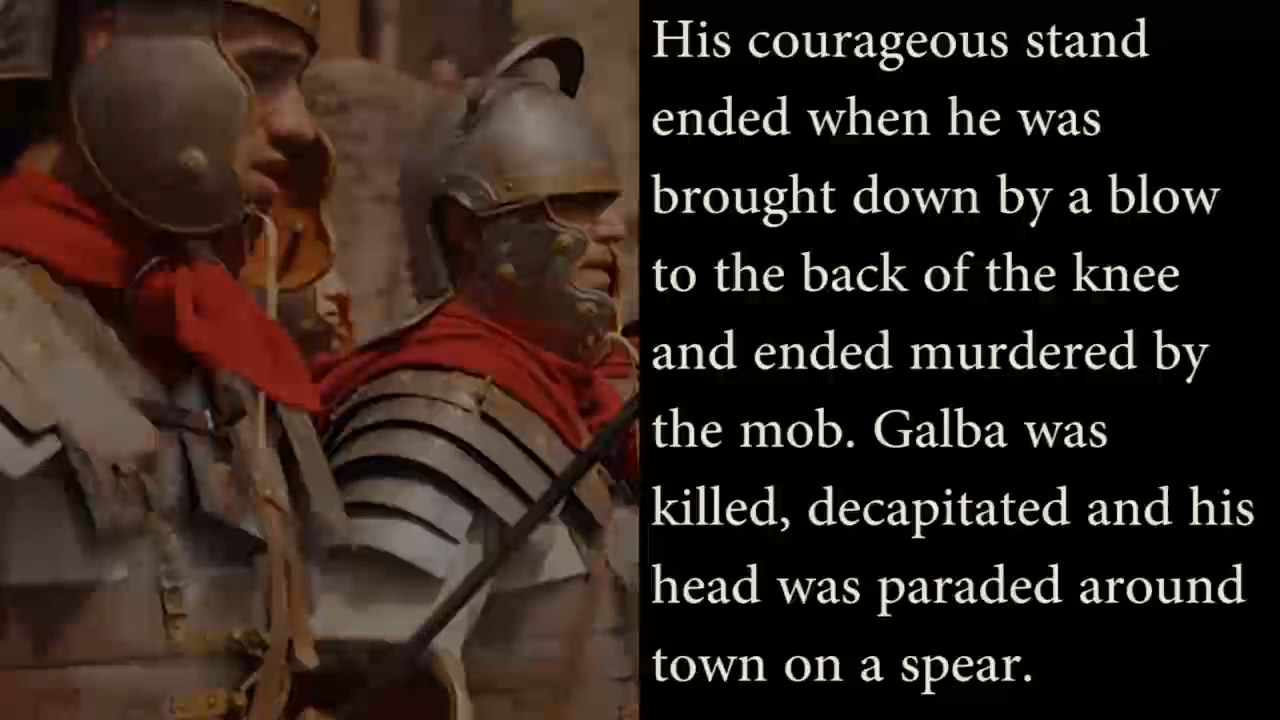 His courageous stand
ended when he was
brought down by a blow
to the back of the knee
and ended murdered by
the mob. Galba was
killed, decapitated and his
head was paraded around
town on a spear.